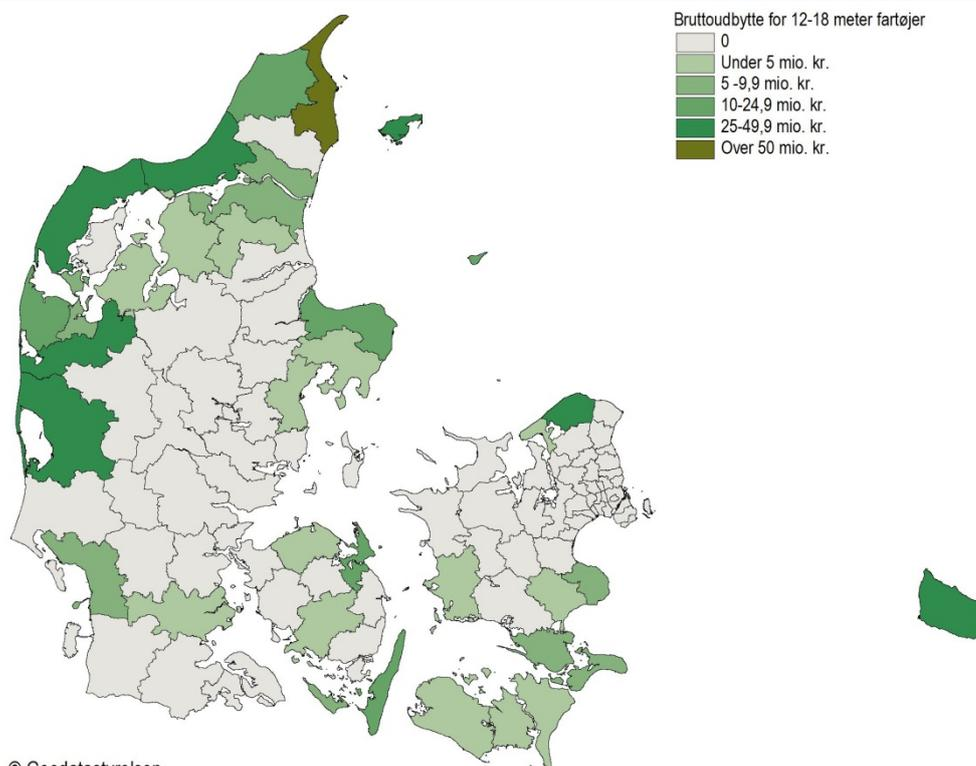 Bruttoudbytte for 12-18 meter fartøjer
0
Under 5 mio. kr.
5 -9,9 mio. kr.
10-24,9 mio. kr.
25-49,9 mio. kr.
Over 50 mio. kr.
© Geodatastyrelsen